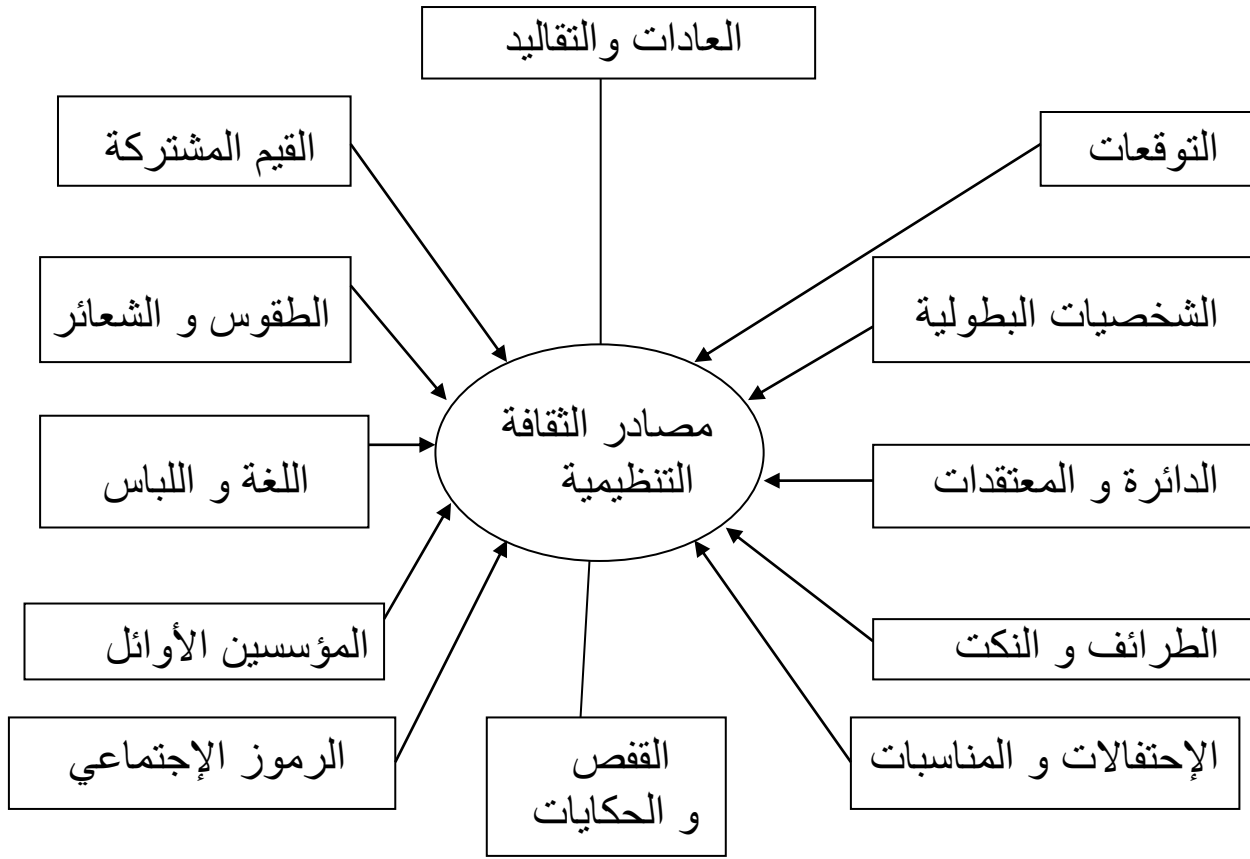 العادات والتقاليد
التوقعات
القيم المشتركة
الشخصيات البطولية
الطقوس و الشعائر
مصادر الثقافة
التنظيمية
الدائرة و المعتقدات
اللغة و اللباس
الطرائف و النكت
المؤسسين الأوائل
الإحتفالات و المناسبات
القفص
و الحكايات
الرموز الإجتماعي